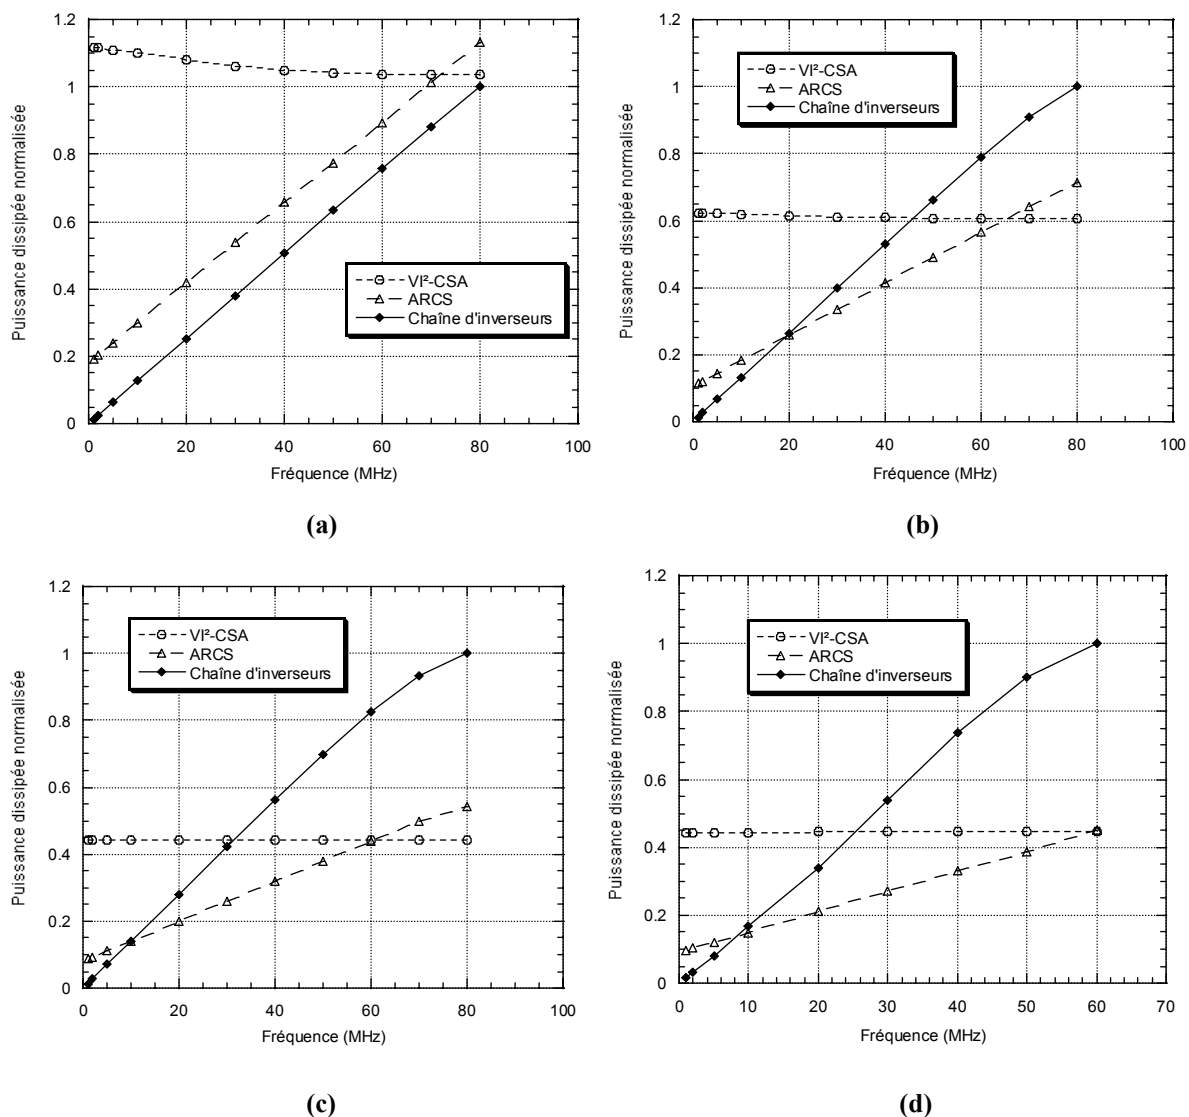 1.2
1
0.8
0.6
0.4
0.2
0
Puissance dissipée normalisée
VI²-CSA
ARCS
Chaîne d'inverseurs
0 20 40 60 80 100
Fréquence (MHz)
(a)
1.2
1
0.8
0.6
0.4
0.2
0
Puissance dissipée normalisée
VI²-CSA
ARCS
Chaîne d'inverseurs
0 20 40 60 80 100
Fréquence (MHz)
(b)
1.2
1
0.8
0.6
0.4
0.2
0
Puissance dissipée normalisée
VI²-CSA
ARCS
Chaîne d'inverseurs
0 20 40 60 80 100
Fréquence (MHz)
(c)
1.2
1
0.8
0.6
0.4
0.2
0
Puissance dissipée normalisée
VI²-CSA
ARCS
Chaîne d'inverseurs
0 10 20 30 40 50 60 70
Fréquence (MHz)
(d)